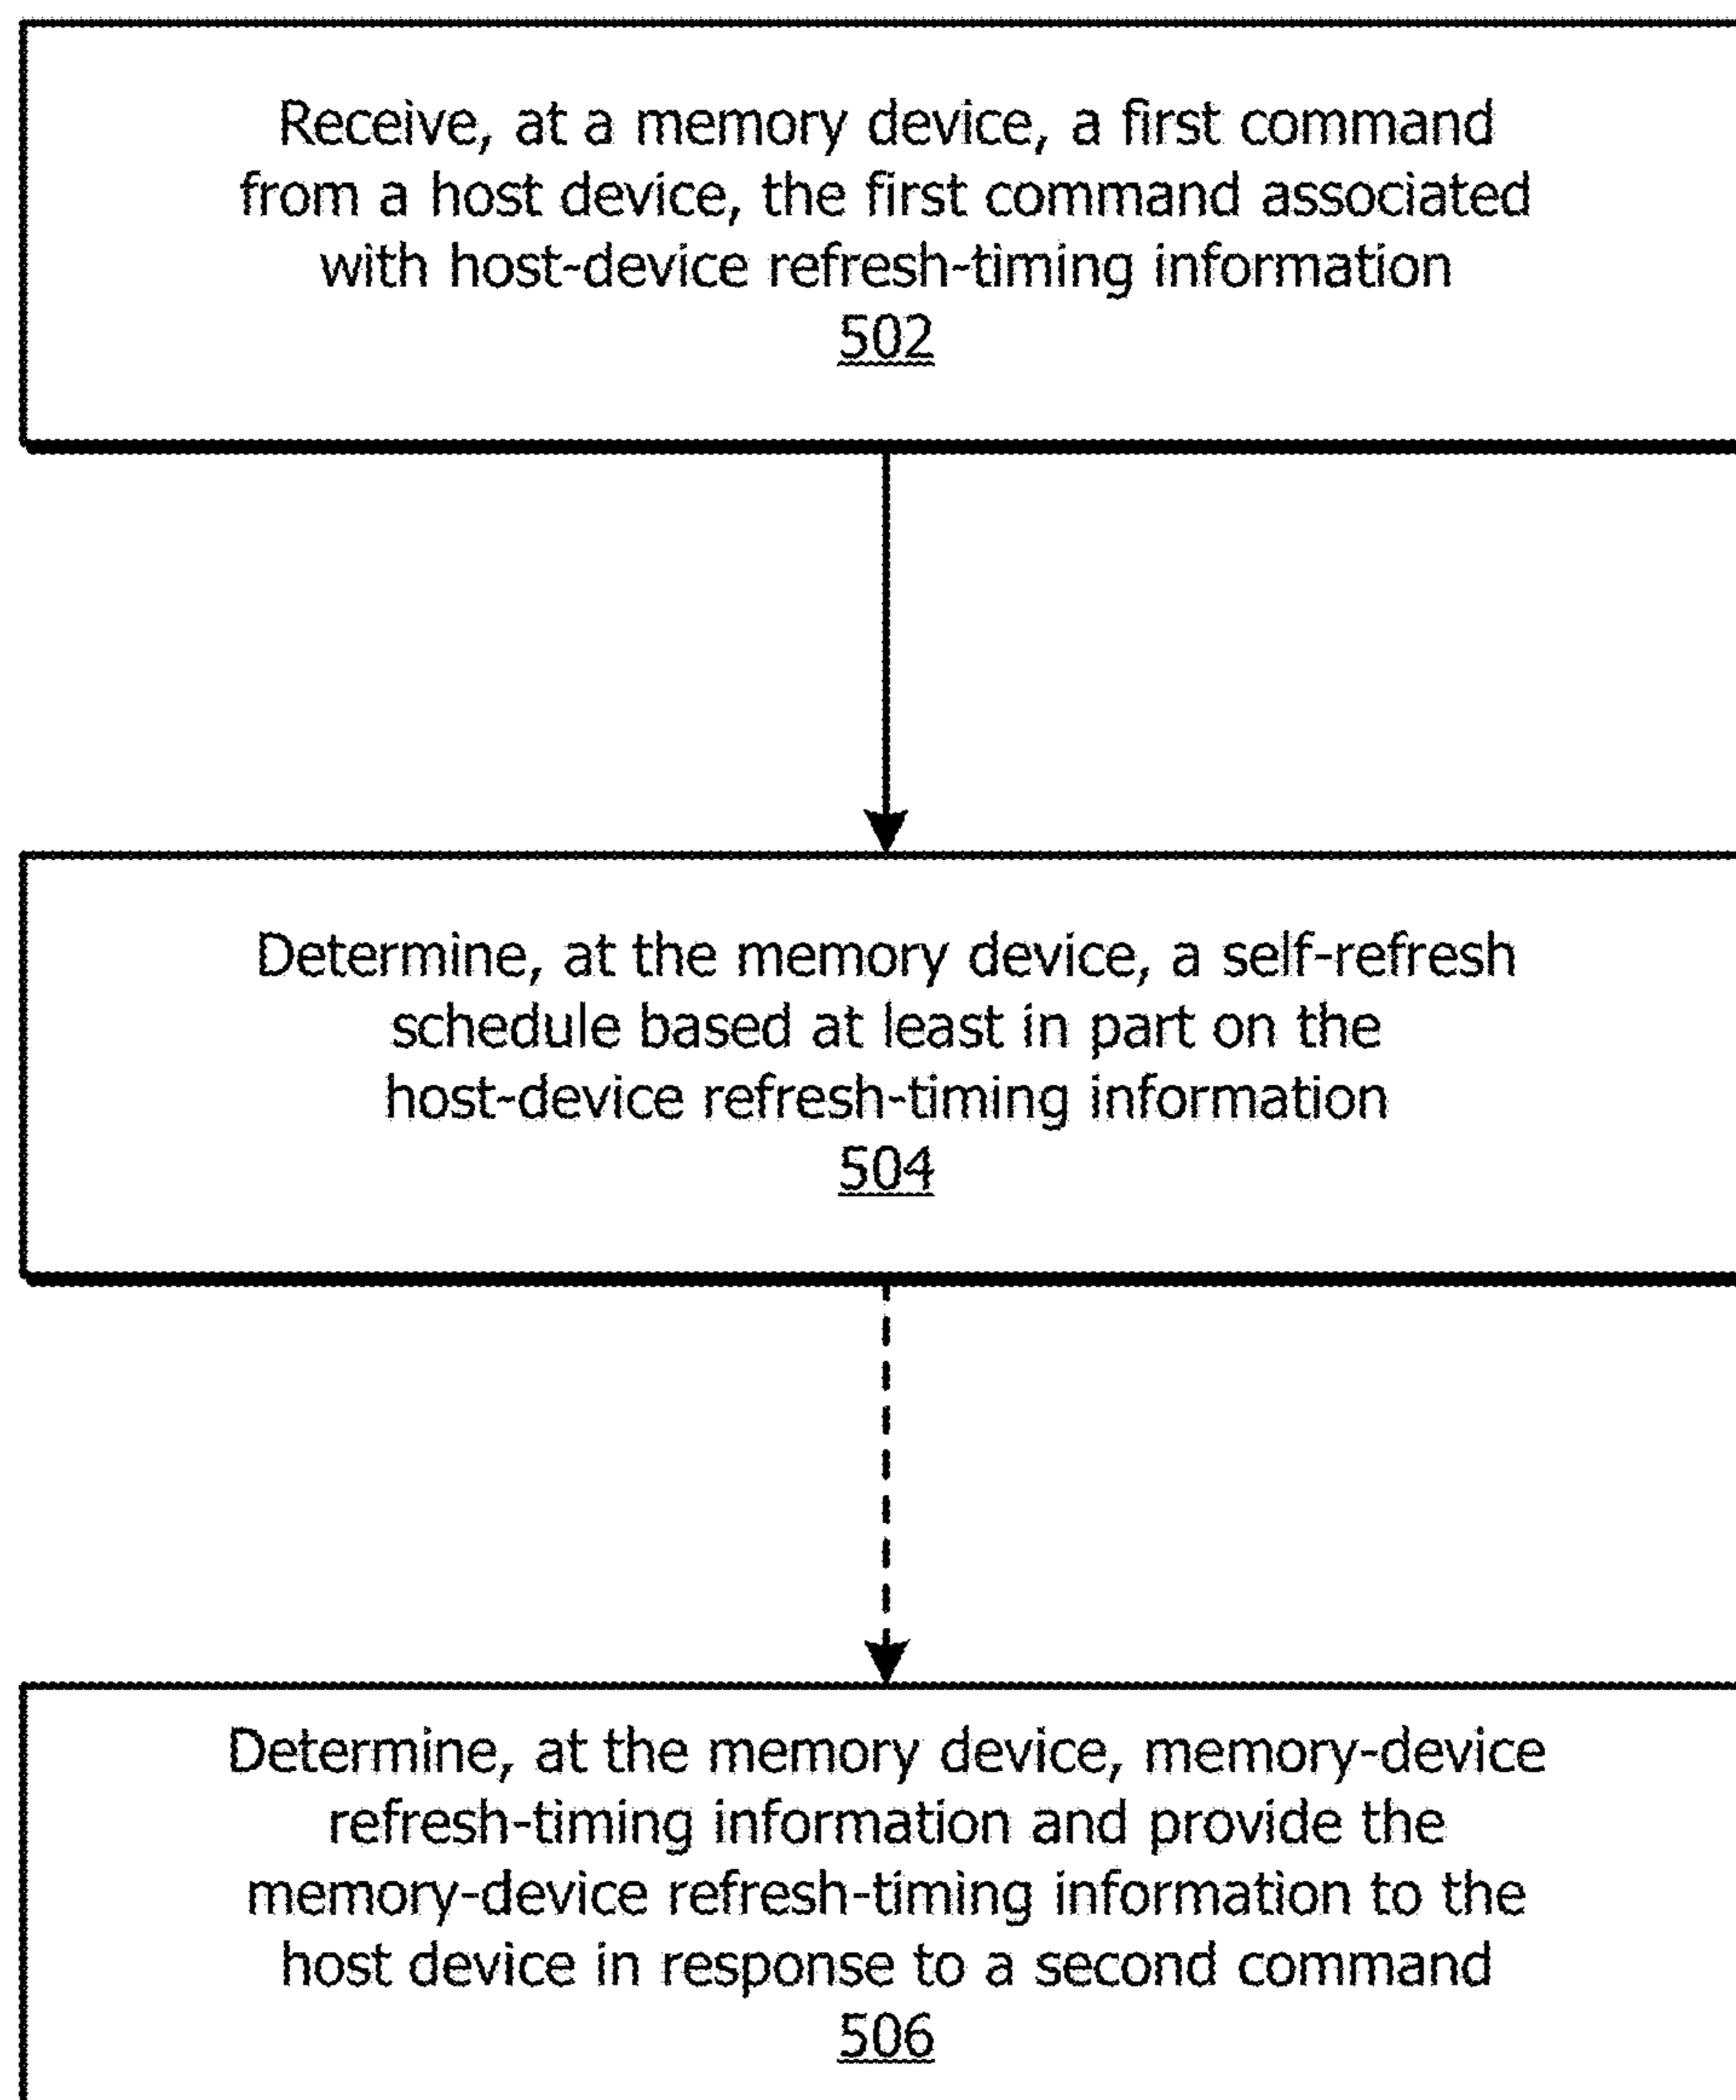 Receive, at a memory device, a first command
from a host device, the first command associated
with host-device refresh-timing information
502
Determine, at the memory device, a self-refresh
schedule based at least in part on the
host-device refresh-timing information
504
Determine, at the memory device, memory-device
refresh-timing information and provide the
memory-device refresh-timing information to the
host device in response to a second command
506